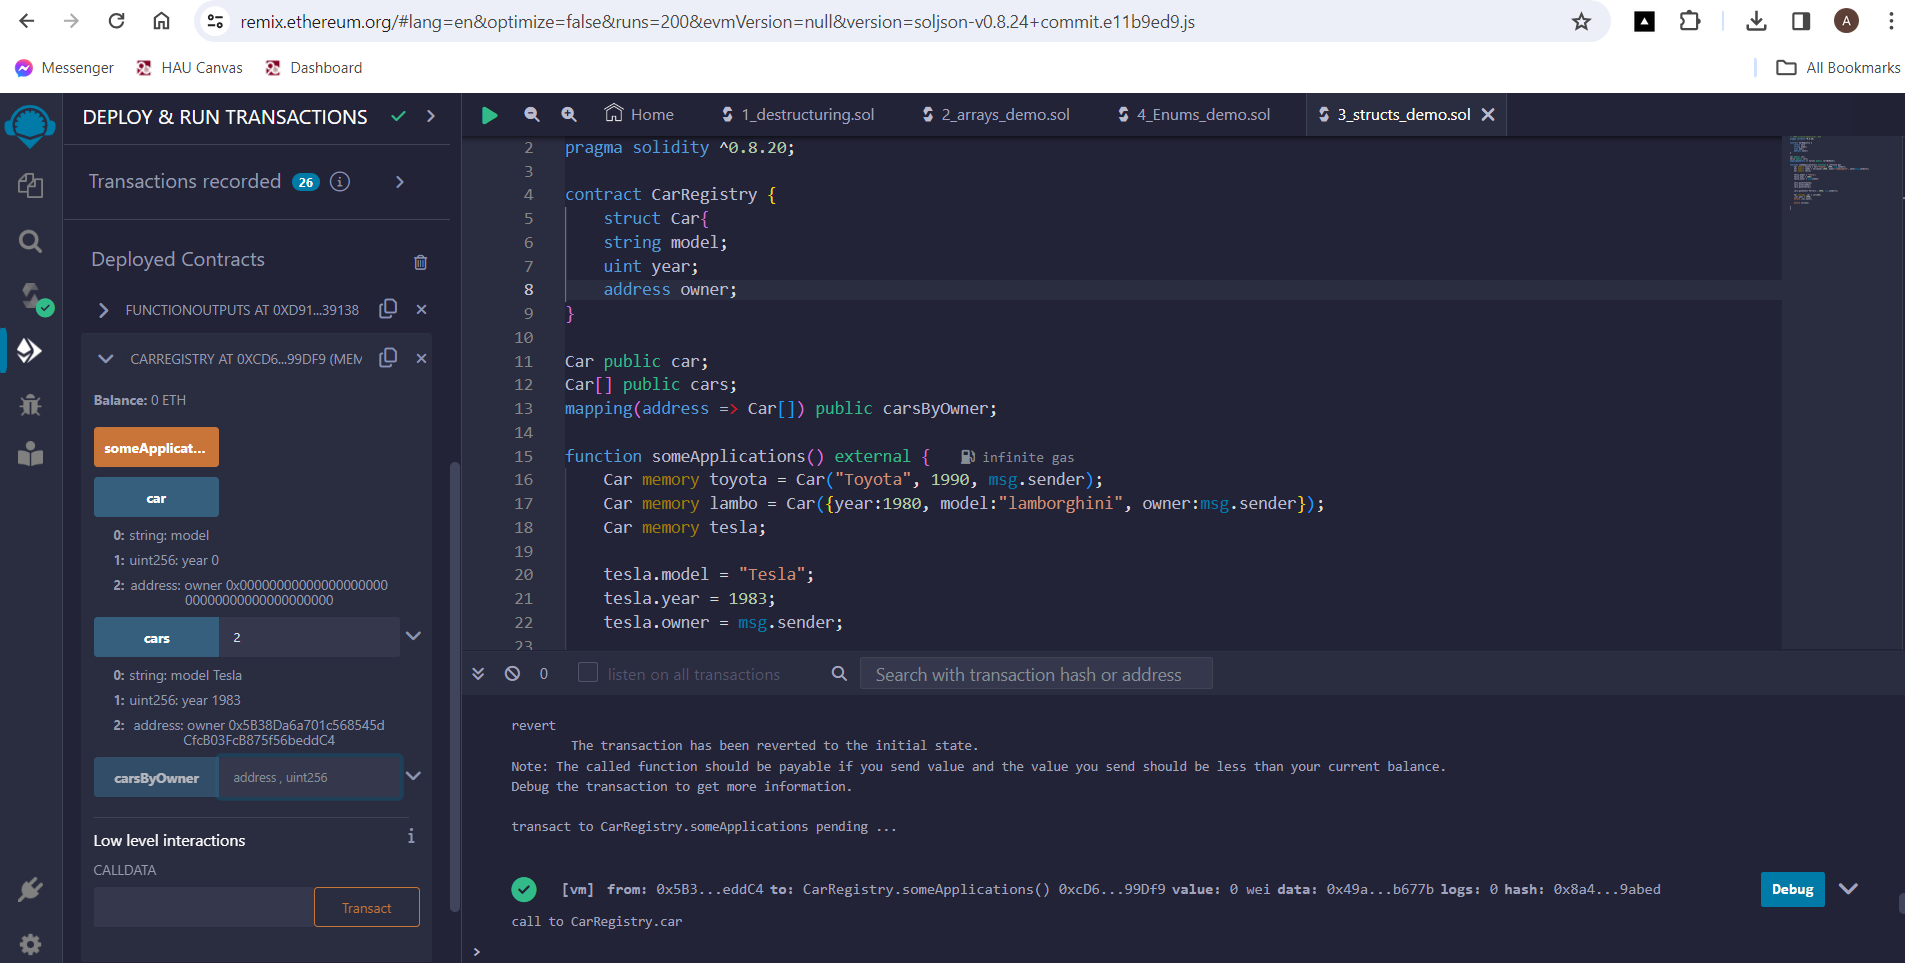 remix.ethereum.org/#lang=en&optimize=false&runs=200&evmVersion=null&version=soljson-v0.8.24+commit.e11b9ed9.js
A
Messenger
HAU Canvas
Dashboard
All Bookmarks
DEPLOY & RUN TRANSACTIONS
Transactions recorded 26 i
Deployed Contracts
FUNCTIONOUTPUTS AT 0XD91...39138
CARREGISTRY AT 0XCD6...99DF9 (MEM
Balance: 0 ETH
someApplicat...
car
0: string: model
1: uint256: year 0
2: address: owner 0x00000000000000000000
00000000000000000000
cars 2
0: string: model Tesla
1: uint256: year 1983
2: address: owner 0x5B38Da6a701c568545d
CfcB03FcB875f56beddC4
carsByOwner address , uint256
Low level interactions i
CALLDATA
Transact
Home
1_destructuring.sol
2_arrays_demo.sol
4_Enums_demo.sol
3_structs_demo.sol
2 pragma solidity ^0.8.20;
3
4 contract CarRegistry {
5 struct Car{
6 string model;
7 uint year;
8 address owner;
9 }
10
11 Car public car;
12 Car[] public cars;
13 mapping(address => Car[]) public carsByOwner;
14
15 function someApplications() external { infinite gas
16 Car memory toyota = Car("Toyota", 1990, msg.sender);
17 Car memory lambo = Car({year:1980, model:"lamborghini", owner:msg.sender});
18 Car memory tesla;
19
20 tesla.model = "Tesla";
21 tesla.year = 1983;
22 tesla.owner = msg.sender;
23
0 listen on all transactions Search with transaction hash or address
revert
The transaction has been reverted to the initial state.
Note: The called function should be payable if you send value and the value you send should be less than your current balance.
Debug the transaction to get more information.
transact to CarRegistry.someApplications pending ...
[vm] from: 0x5B3...eddC4 to: CarRegistry.someApplications() 0xcD6...99Df9 value: 0 wei data: 0x49a...b677b logs: 0 hash: 0x8a4...9abed
Debug
call to CarRegistry.car
>